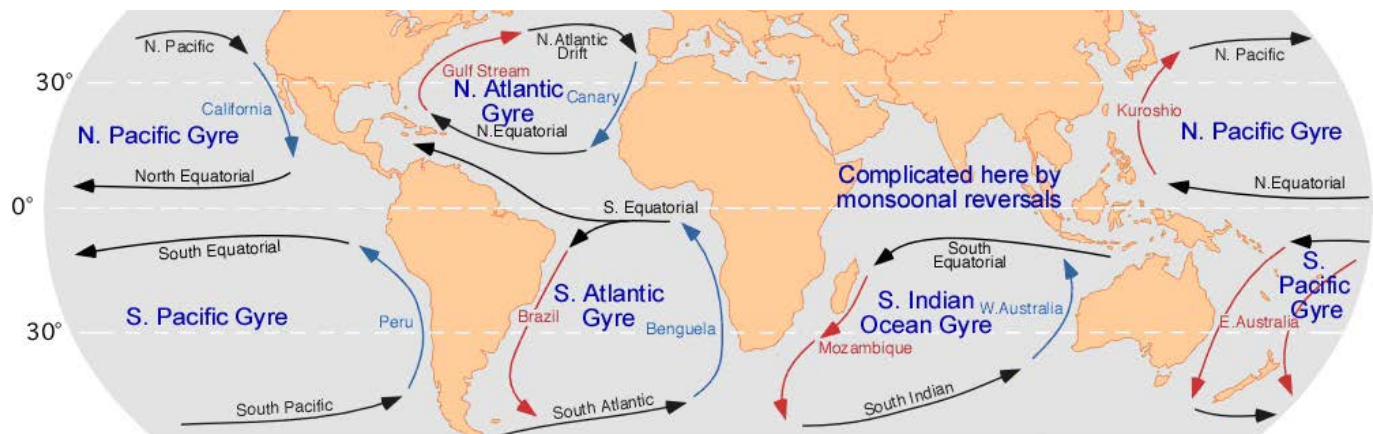 N. Pacific
N.Atlantic
Drift
N. Pacific
30°
Gulf Stream
N. Atlantic
Gyre
California
Canary
Kuroshio
N. Pacific Gyre
N.Equatorial
N. Pacific Gyre
North Equatorial
Complicated here by
monsoonal reversals
N.Equatorial
0°
S. Equatorial
South Equatorial
South
Equatorial
S.
Pacific
Gyre
S. Pacific Gyre
Peru
S. Atlantic
Gyre
Brazil
Benguela
S. Indian
Ocean Gyre
W.Australia
E.Australia
30°
Mozambique
South Pacific
South Atlantic
South Indian